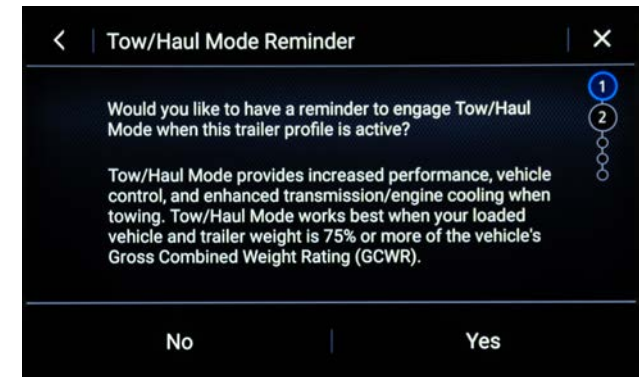 Tow/Haul Mode Reminder
1
Would you like to have a reminder to engage Tow/Haul
2
Mode when this trailer profile is active?
Tow/Haul Mode provides increased performance, vehicle
control, and enhanced transmission/engine cooling when
towing. Tow/Haul Mode works best when your loaded
vehicle and trailer weight is 75% or more of the vehicle's
Gross Combined Weight Rating (GCWR).
No
Yes